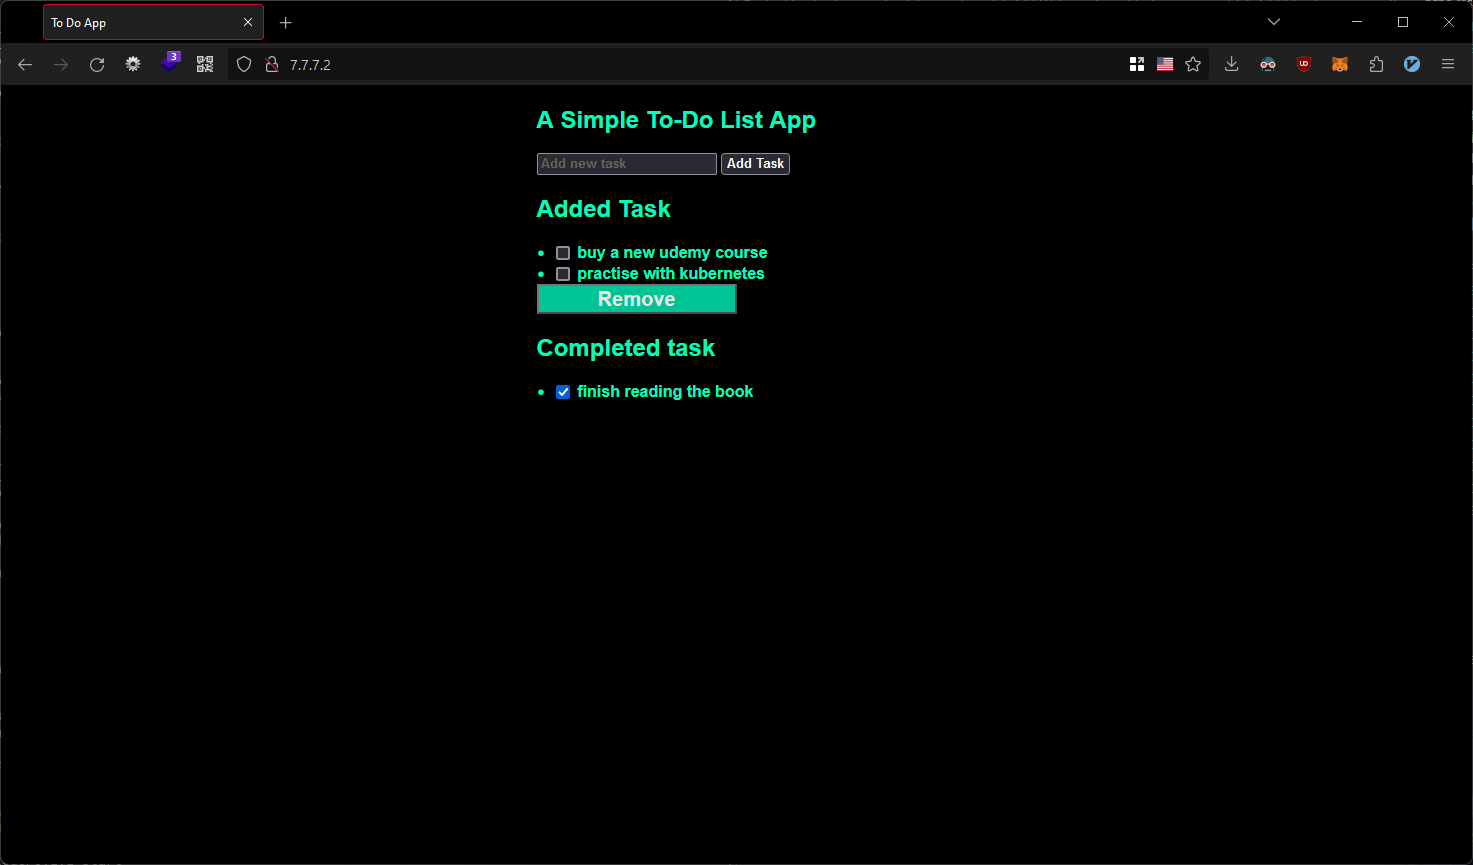 To Do App
3
7.7.7.2
A Simple To-Do List App
Add new task Add Task
Added Task
buy a new udemy course
practise with kubernetes
Remove
Completed task
finish reading the book